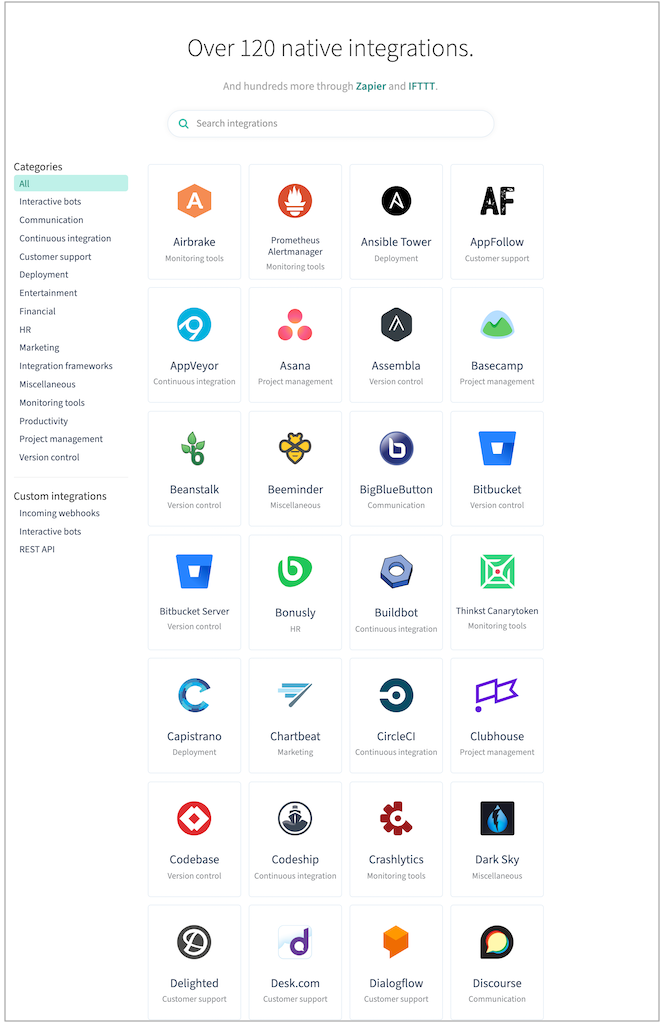 Over 120 native integrations.
And hundreds more through Zapier and IFTTT.
Search integrations
Categories
All
Interactive bots
Communication
Continuous integration
Customer support
Deployment
Entertainment
Financial
HR
Marketing
Integration frameworks
Miscellaneous
Monitoring tools
Productivity
Project management
Version control
Custom integrations
Incoming webhooks
Interactive bots
REST API
A
Airbrake
Monitoring tools
Prometheus
Alertmanager
Monitoring tools
Ansible Tower
Deployment
AF
AppFollow
Customer support
AppVeyor
Continuous integration
Asana
Project management
Assembla
Version control
Basecamp
Project management
b
Beanstalk
Version control
Beeminder
Miscellaneous
b
BigBlueButton
Communication
Bitbucket
Version control
Bitbucket Server
Version control
b
Bonusly
HR
Buildbot
Continuous integration
Thinkst Canarytoken
Monitoring tools
C
Capistrano
Deployment
Chartbeat
Marketing
CircleCI
Continuous integration
Clubhouse
Project management
Codebase
Version control
Codeship
Continuous integration
Crashlytics
Monitoring tools
Dark Sky
Miscellaneous
D
Delighted
Customer support
d
Desk.com
Customer support
Dialogflow
Customer support
Discourse
Communication